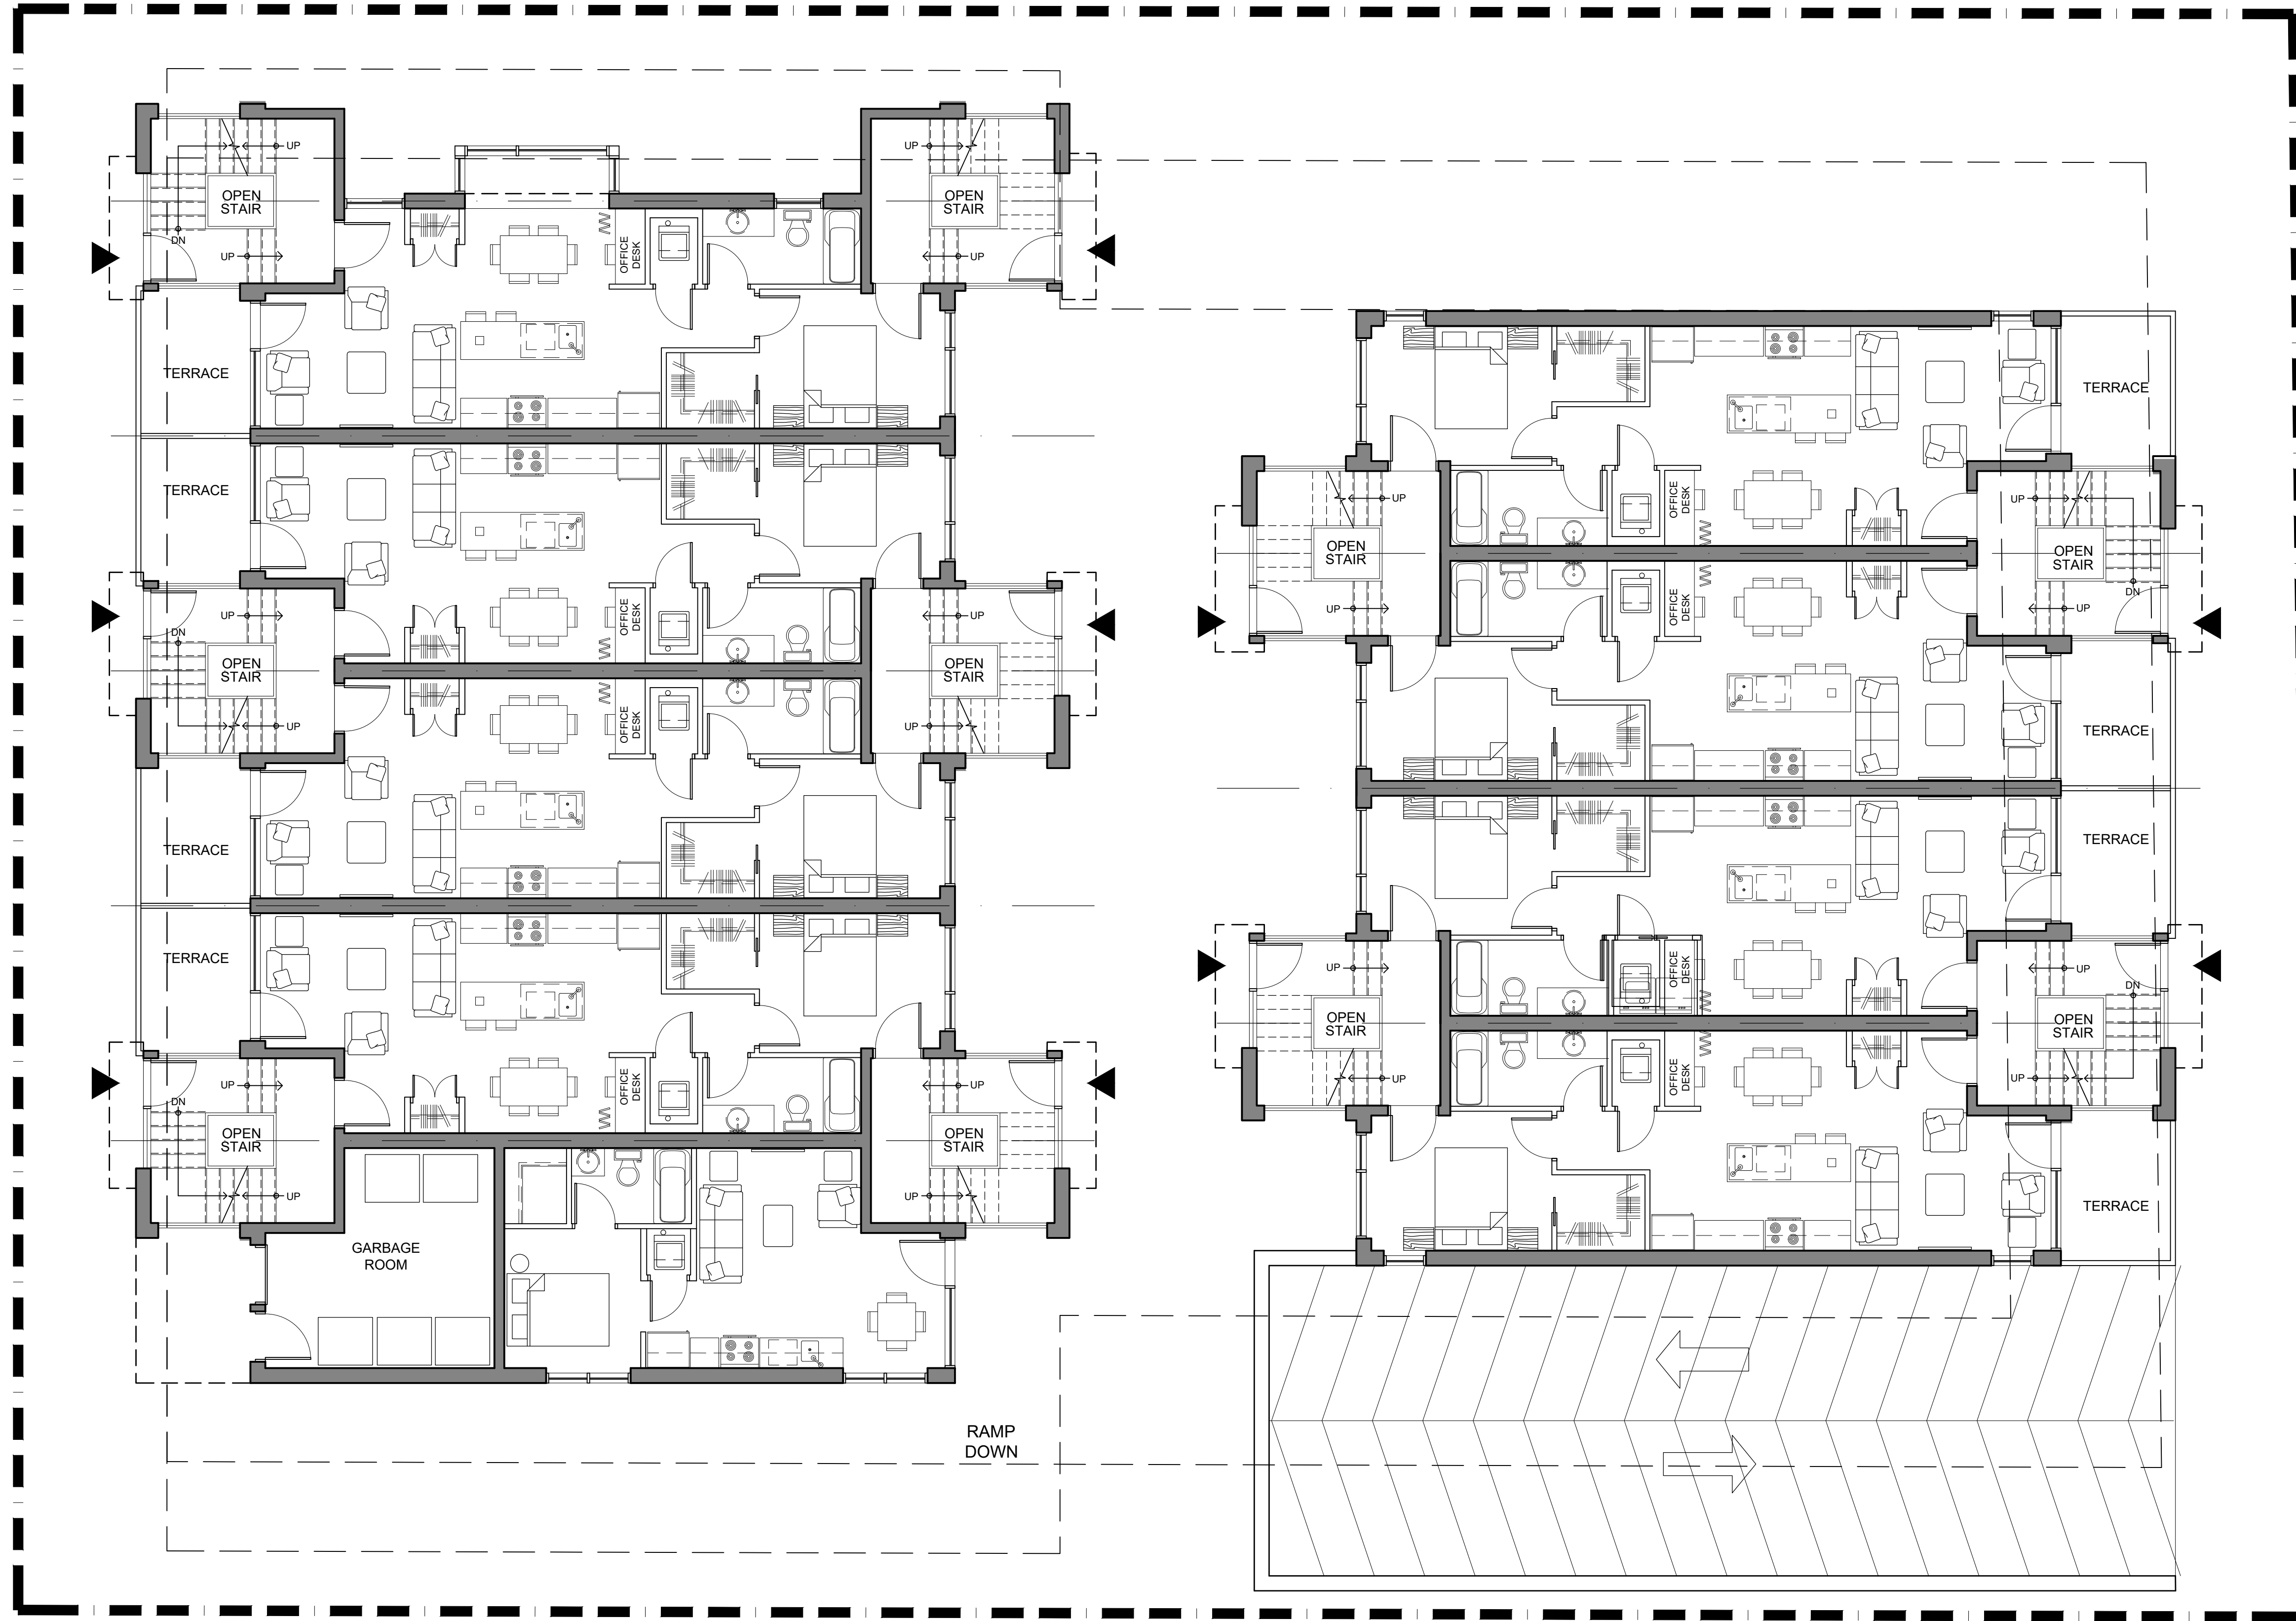 UP
OPEN
STAIR
DN
UP
UP
OPEN
STAIR
UP
OFFICE
DESK
TERRACE
TERRACE
UP
DN
OPEN
STAIR
UP
OFFICE
DESK
UP
OPEN
STAIR
UP
OFFICE
DESK
TERRACE
TERRACE
UP
DN
OPEN
STAIR
UP
OFFICE
DESK
UP
OPEN
STAIR
UP
GARBAGE
ROOM
RAMP
DOWN
TERRACE
UP
OPEN
STAIR
UP
OFFICE
DESK
OFFICE
DESK
UP
OPEN
STAIR
DN
UP
TERRACE
TERRACE
UP
OPEN
STAIR
UP
OFFICE
DESK
OFFICE
DESK
UP
DN
OPEN
STAIR
UP
TERRACE